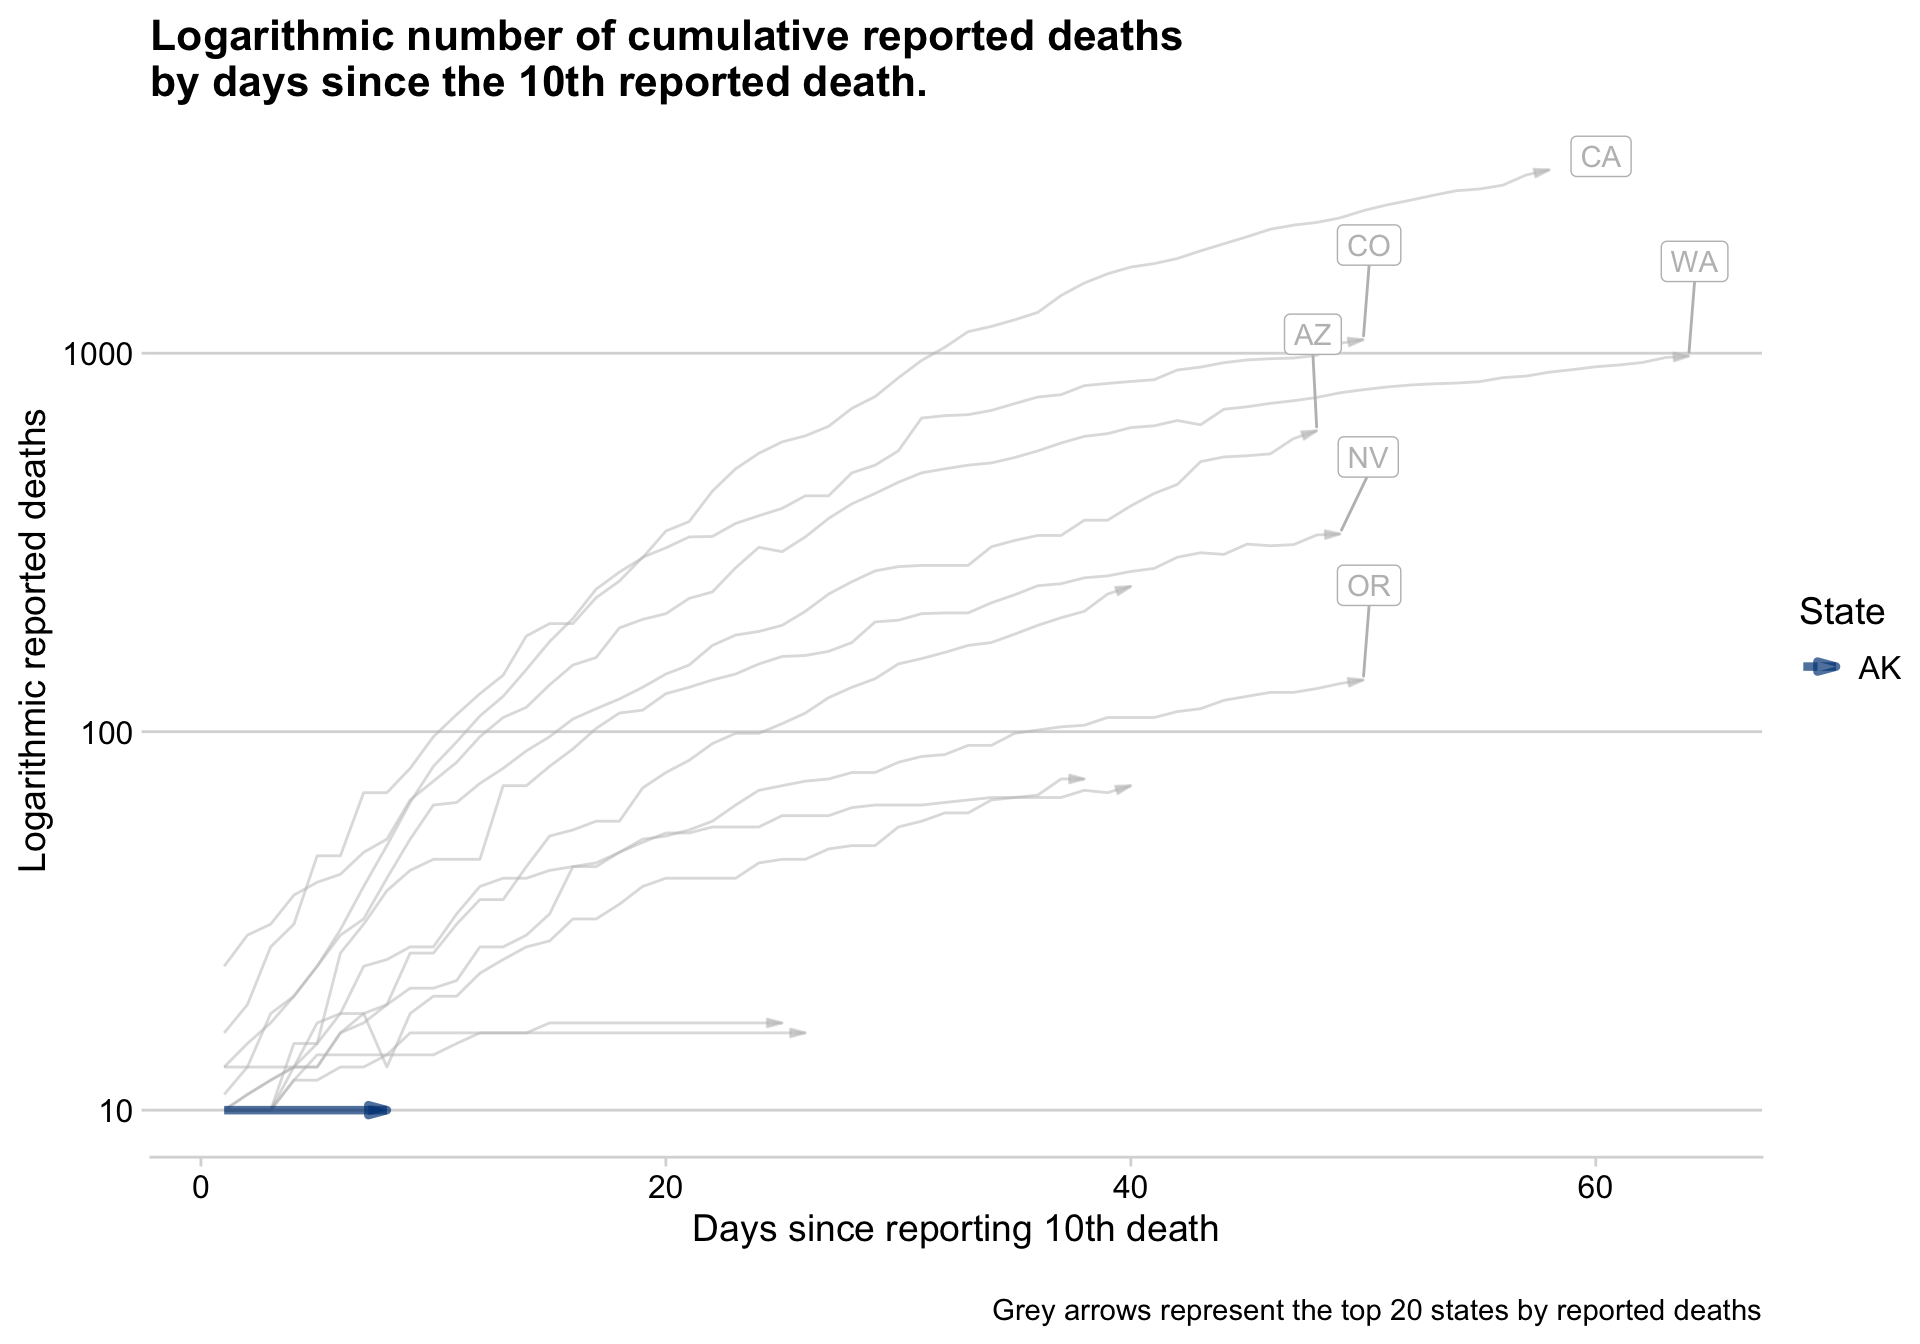 Logarithmic number of cumulative reported deaths
by days since the 10th reported death.
CA
CO
WA
AZ
1000
NV
OR
State
AK
100
10
Logarithmic reported deaths
0 20 40 60
Days since reporting 10th death
Grey arrows represent the top 20 states by reported deaths